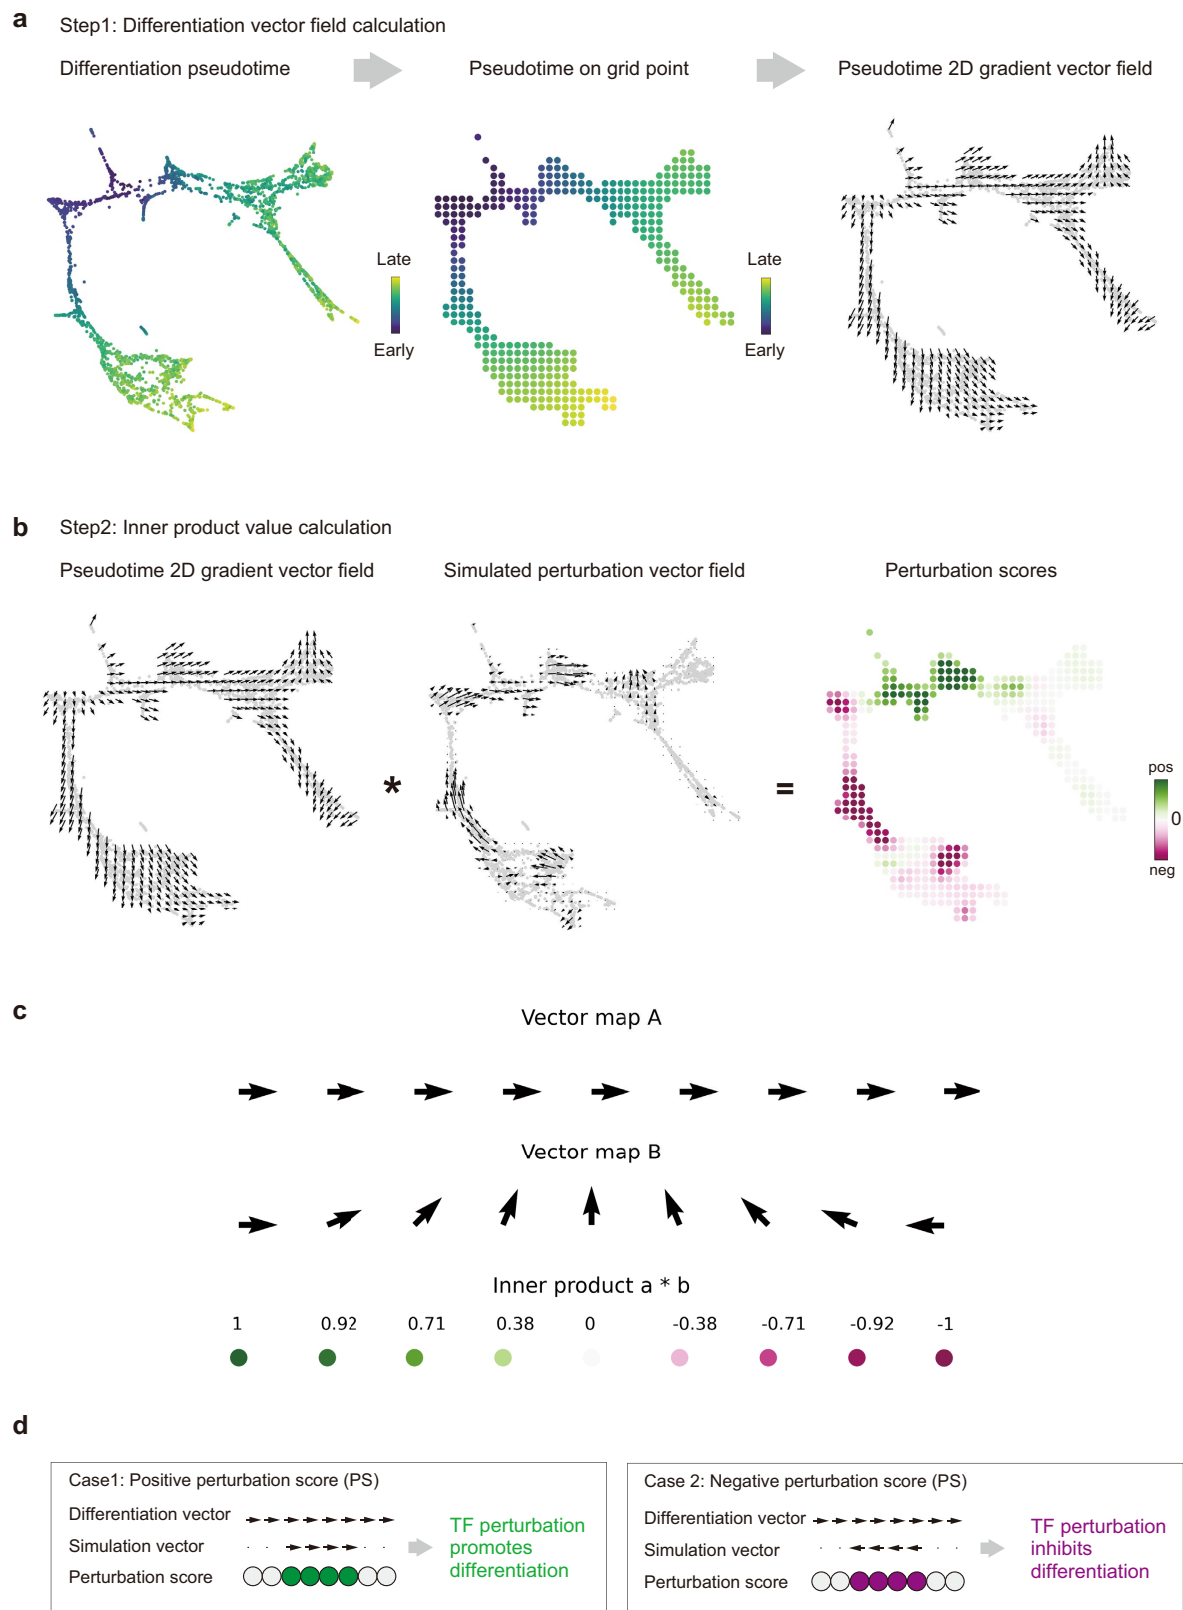 a
Step1: Differentiation vector field calculation
Differentiation pseudotime
Pseudotime on grid point
Pseudotime 2D gradient vector field
Late
Early
Late
Early
b
Step2: Inner product value calculation
Pseudotime 2D gradient vector field
Simulated perturbation vector field
Perturbation scores
*
=
pos
0
neg
c
Vector map A
Vector map B
Inner product a * b
1 0.92 0.71 0.38 0 -0.38 -0.71 -0.92 -1
d
Case1: Positive perturbation score (PS)
Differentiation vector
Simulation vector
Perturbation score
TF perturbation
promotes
differentiation
Case 2: Negative perturbation score (PS)
Differentiation vector
Simulation vector
Perturbation score
TF perturbation
inhibits
differentiation